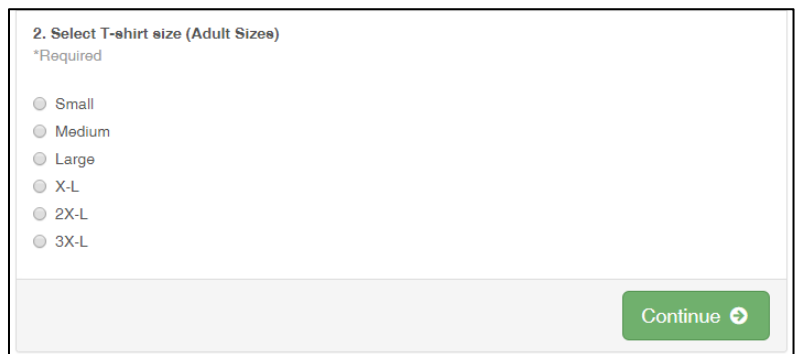 2. Select T-shirt size (Adult Sizes)
*Required
Small
Medium
Large
X-L
2X-L
3X-L
Continue